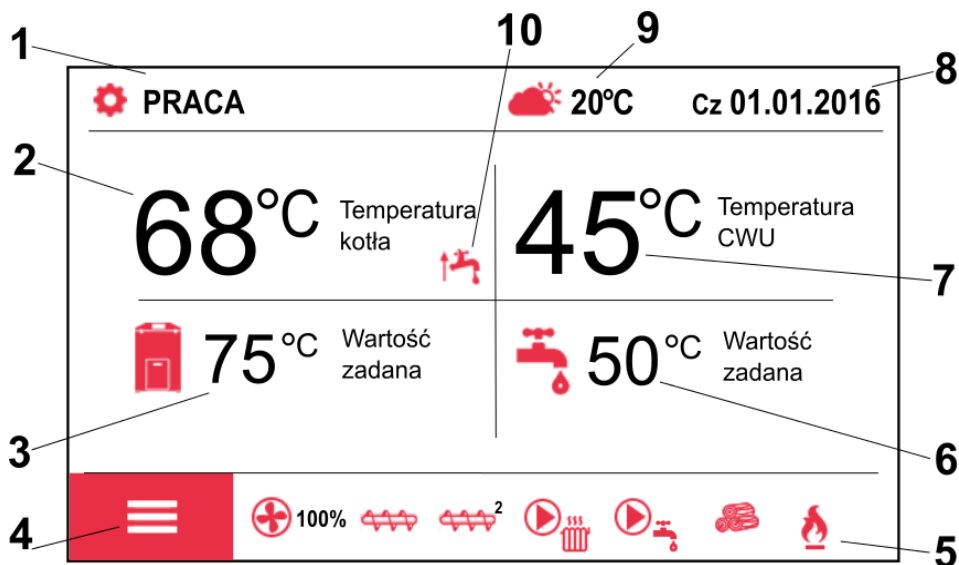 10
9
1
8
PRACA
20°C
Cz 01.01.2016
2
68°C
Temperatura
kotła
45°C
Temperatura
CWU
7
75°C
Wartość
zadana
50°C
Wartość
zadana
3
6
4
100%
2
5